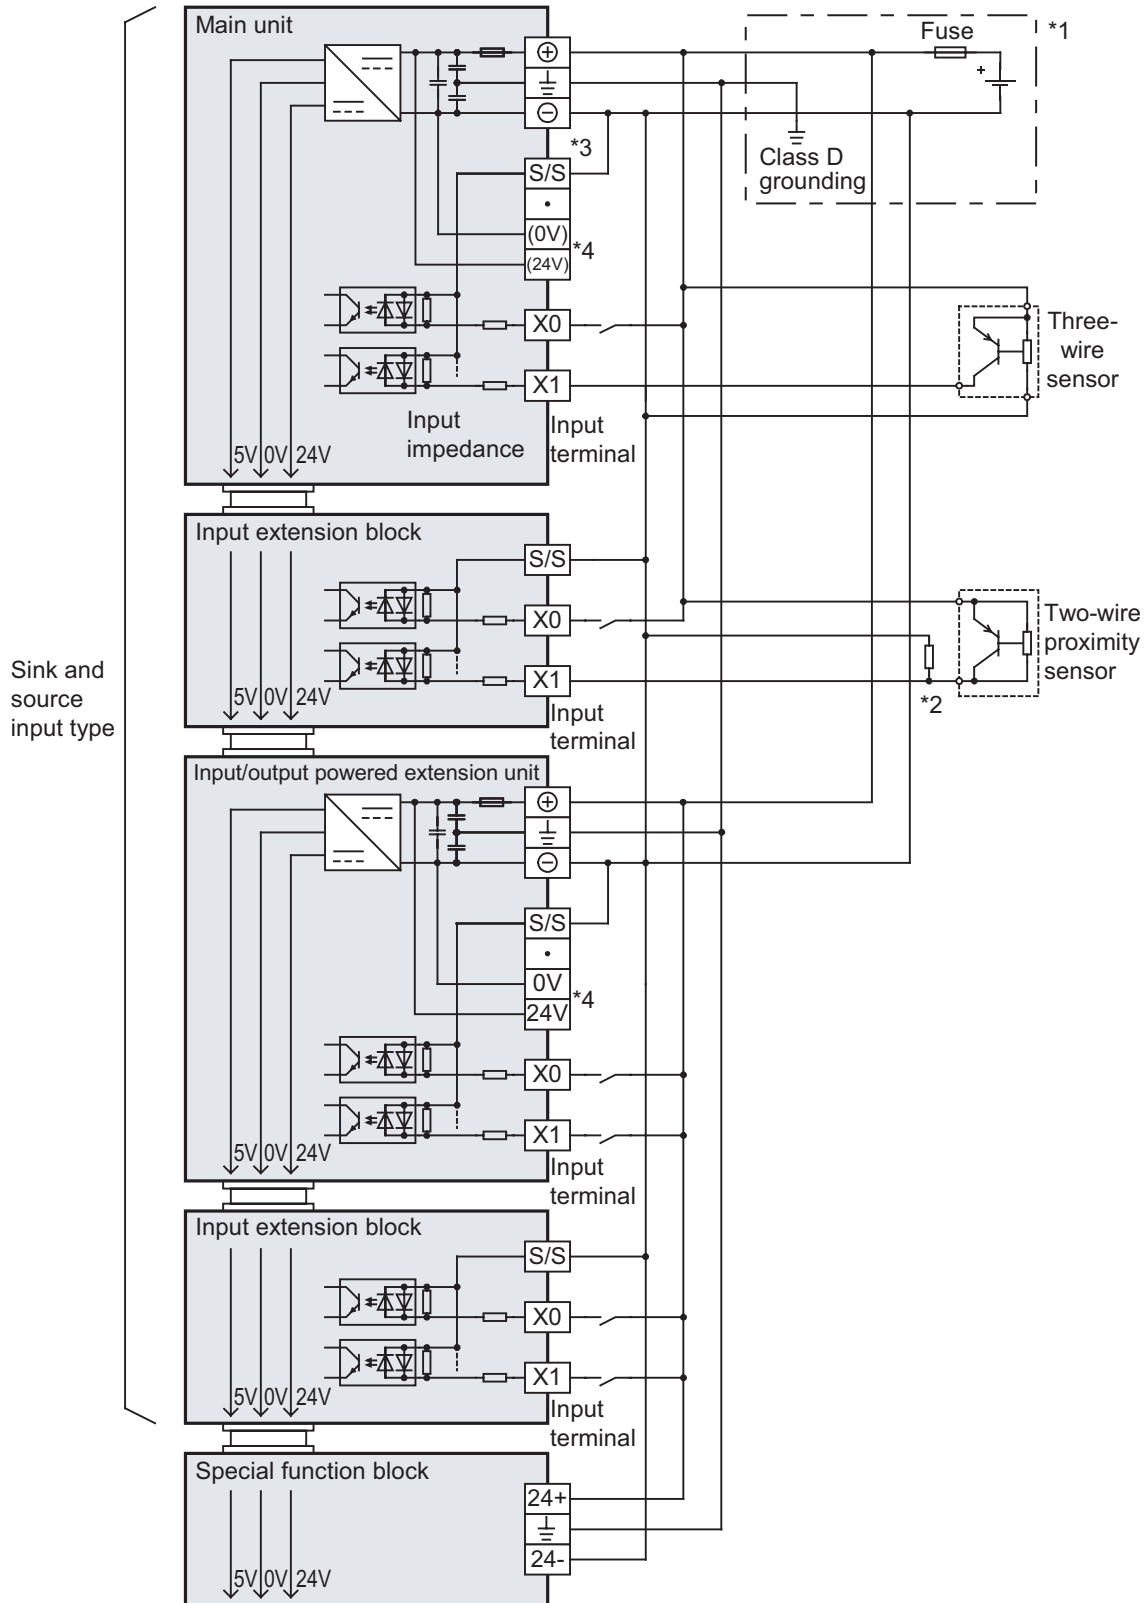 Main unit
Fuse
*1
+
Class D
grounding
*3
S/S
(0V)
*4
(24V)
X0
X1
Three-
wire
sensor
Input
impedance
Input
terminal
5V 0V 24V
Input extension block
S/S
X0
X1
Two-wire
proximity
sensor
*2
Sink and
source
input type
5V 0V 24V
Input
terminal
Input/output powered extension unit
S/S
0V
*4
24V
X0
X1
5V 0V 24V
Input
terminal
Input extension block
S/S
X0
X1
5V 0V 24V
Input
terminal
Special function block
24+
24-
5V 0V 24V